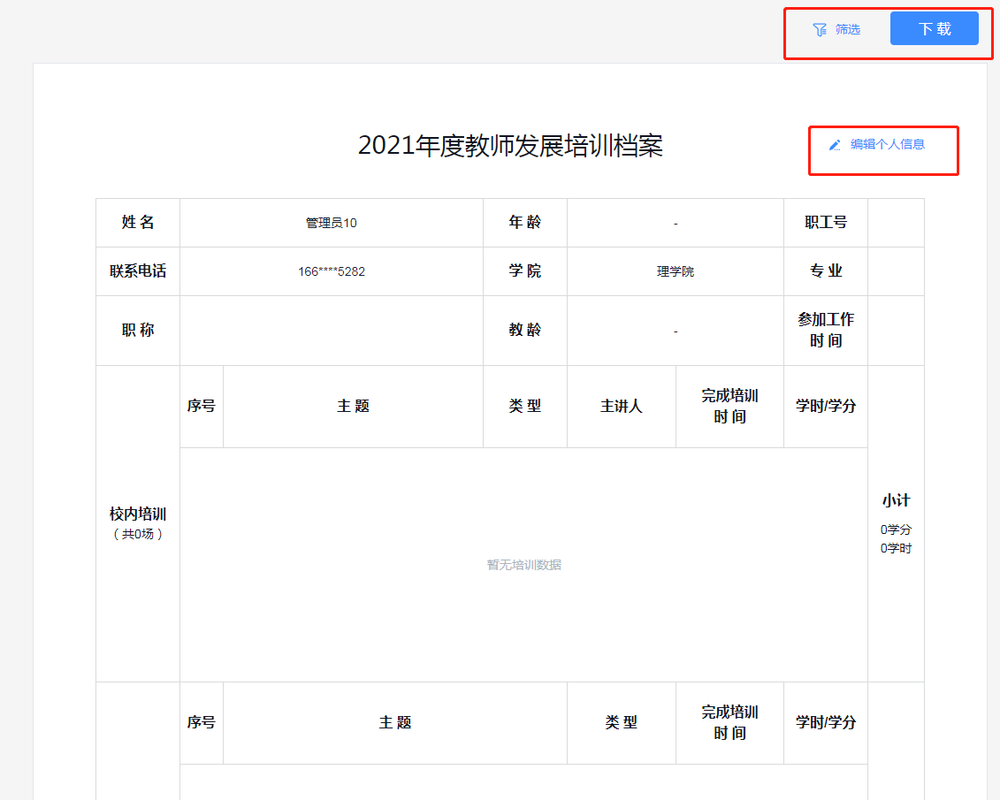 筛选
下 载
2021年度教师发展培训档案
编辑个人信息
姓 名
管理员10
年 龄
-
职工号
联系电话
166****5282
学 院
理学院
专 业
职 称
教 龄
-
参加工作
时 间
序号
主 题
类 型
主讲人
完成培训
时 间
学时/学分
校内培训
（ 共0场 ）
暂无培训数据
小计
0学分
0学时
序号
主 题
类 型
完成培训
时 间
学时/学分